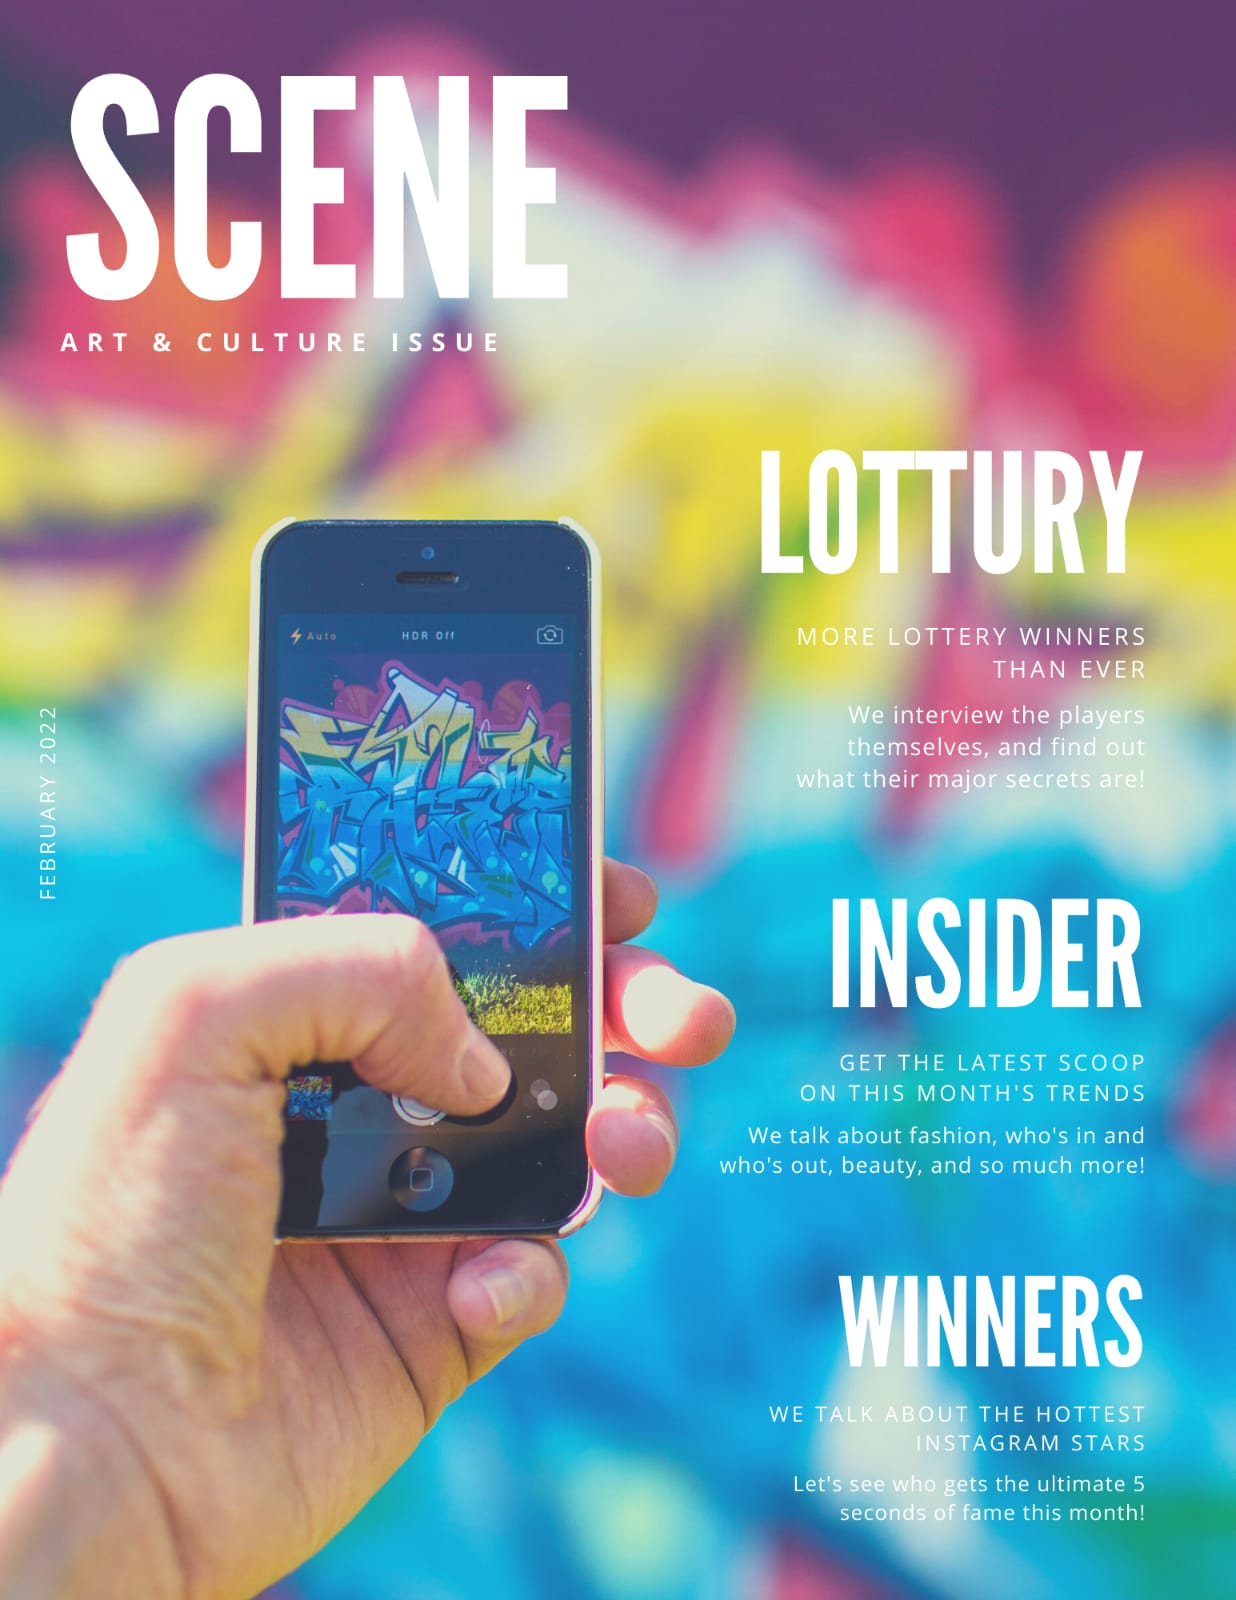 SCENE
ART & CULTURE ISSUE
LOTTURY
MORE LOTTERY WINNERS
THAN EVER
We interview the players
themselves, and find out
what their major secrets are!
FEBRUARY 2022
Auto
HDR Off
INSIDER
GET THE LATEST SCOOP
ON THIS MONTH'S TRENDS
We talk about fashion, who's in and
who's out, beauty, and so much more!
WINNERS
WE TALK ABOUT THE HOTTEST
INSTAGRAM STARS
Let's see who gets the ultimate 5
seconds of fame this month!